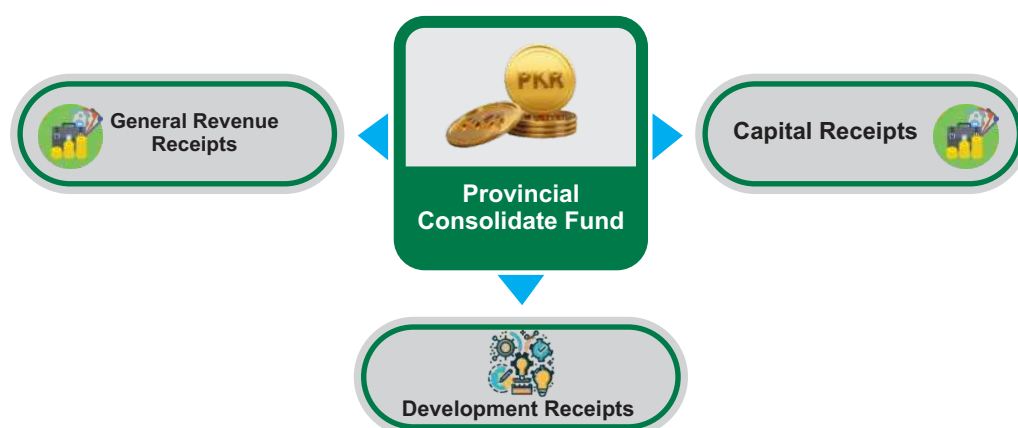 PKR
General Revenue
Receipts
Capital Receipts
Provincial
Consolidate Fund
Development Receipts